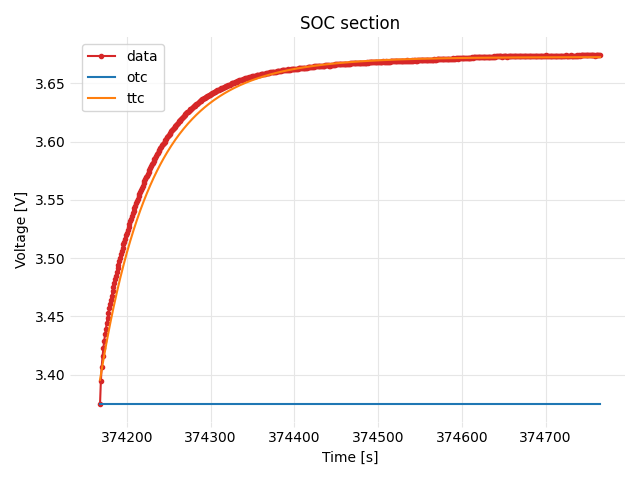 SOC section
data
otc
ttc
Voltage [V]
3.65
3.60
3.55
3.50
3.45
3.40
374200 374300 374400 374500 374600 374700
Time [s]